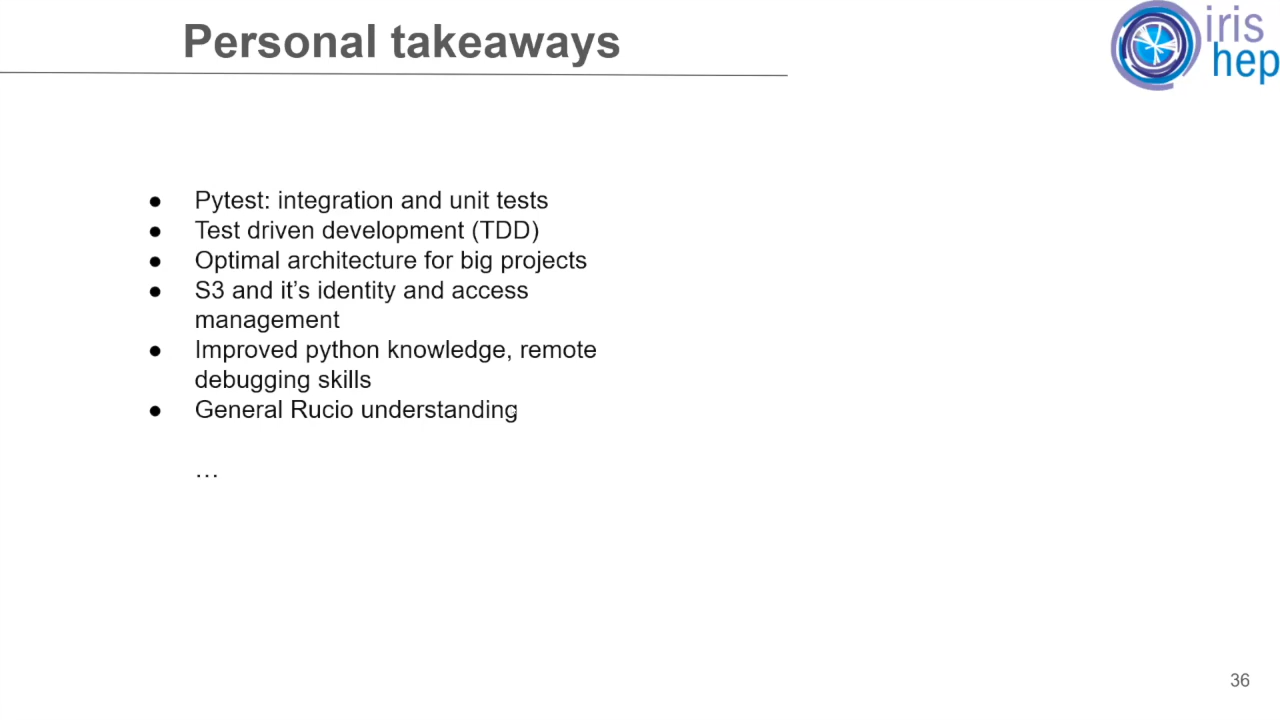 Personal takeaways
iris
hep
● Pytest: integration and unit tests
● Test driven development (TDD)
● Optimal architecture for big projects
● S3 and it’s identity and access
management
● Improved python knowledge, remote
debugging skills
● General Rucio understanding
…
36